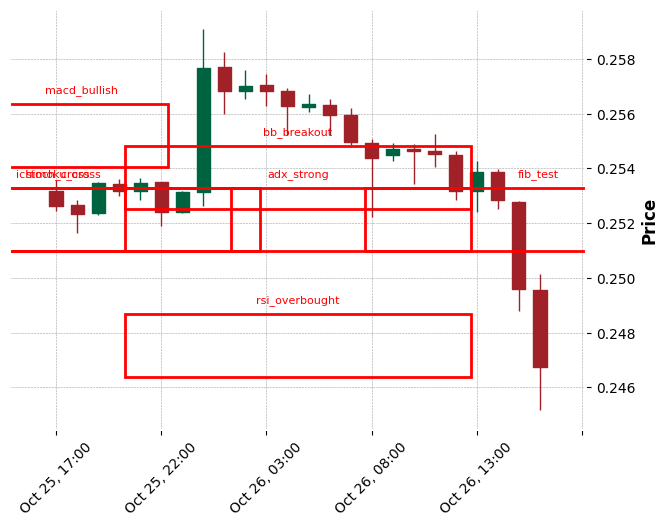 macd_bullish
bb_breakout
stoch_cross
adx_strong
fib_test
rsi_overbought
0.258
0.256
0.254
0.252
0.250
0.248
0.246
Price
Oct 25, 17:00
Oct 25, 22:00
Oct 26, 03:00
Oct 26, 08:00
Oct 26, 13:00